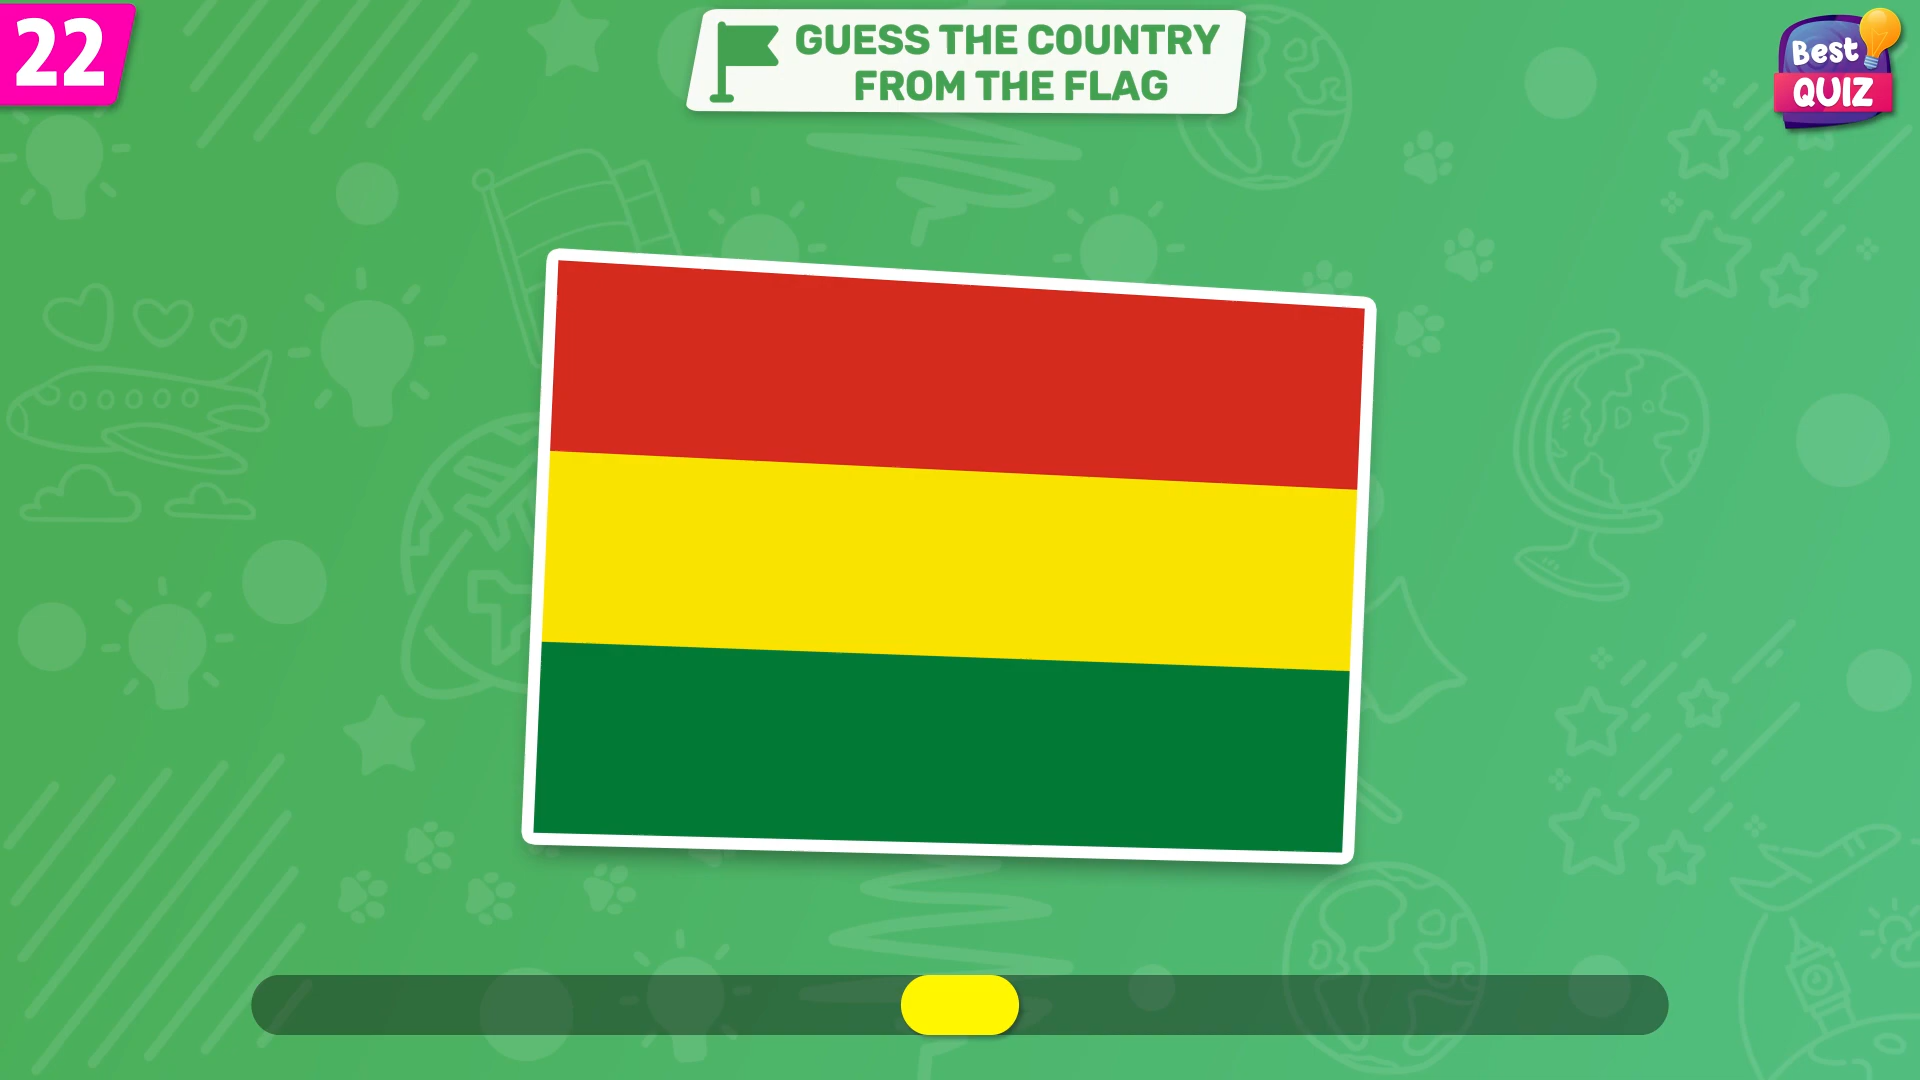 22
GUESS THE COUNTRY
FROM THE FLAG
Best
QUIZ